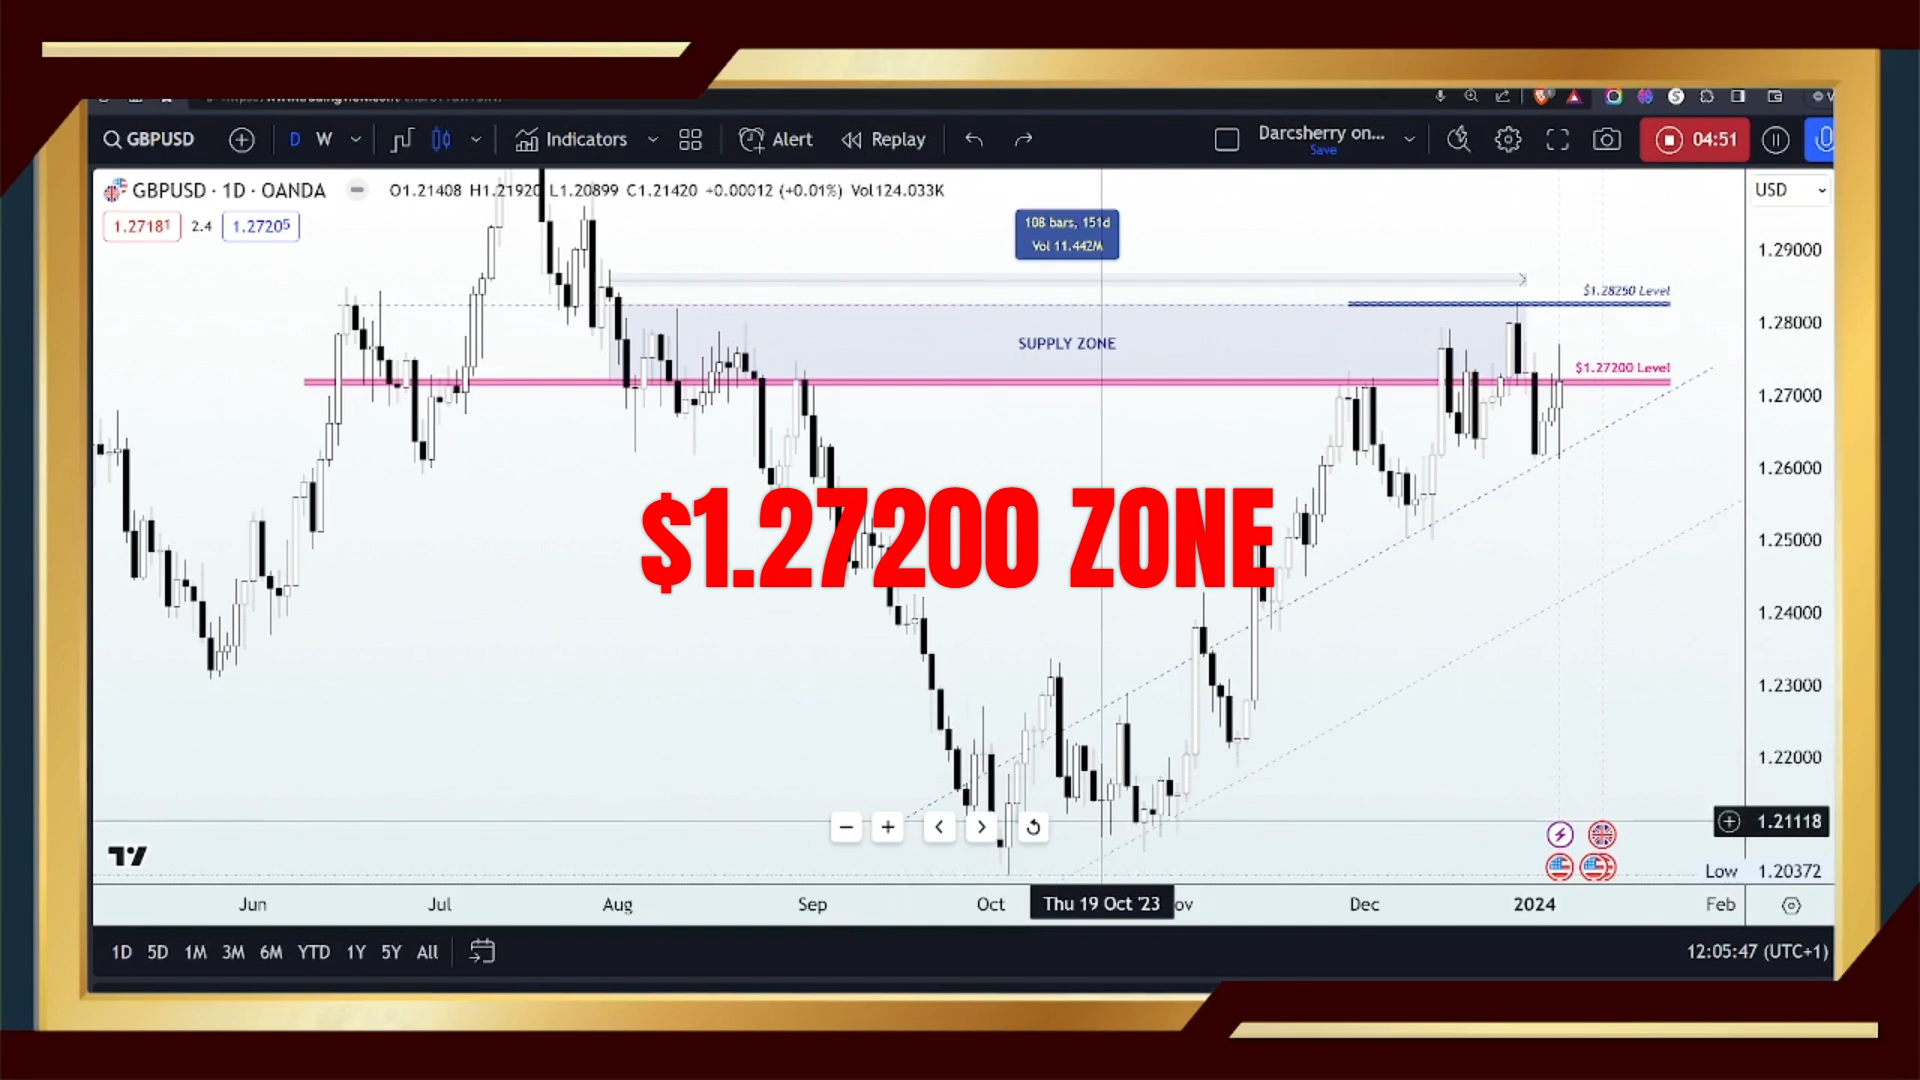 GBPUSD D W Indicators Alert Replay Darcsherry on... Save 04:51
GBPUSD · 1D · OANDA O1.21408 H1.21920 L1.20899 C1.21420 +0.00012 (+0.01%) Vol124.033K USD
1.27181 2.4 1.27205
108 bars, 151d
Vol 11.442M
1.29000
$1.28250 Level
1.28000
SUPPLY ZONE
$1.27200 Level
1.27000
1.26000
$1.27200 ZONE
1.25000
1.24000
1.23000
1.22000
1.21118
Low 1.20372
Jun Jul Aug Sep Oct Thu 19 Oct '23 ov Dec 2024 Feb
1D 5D 1M 3M 6M YTD 1Y 5Y All 12:05:47 (UTC+1)